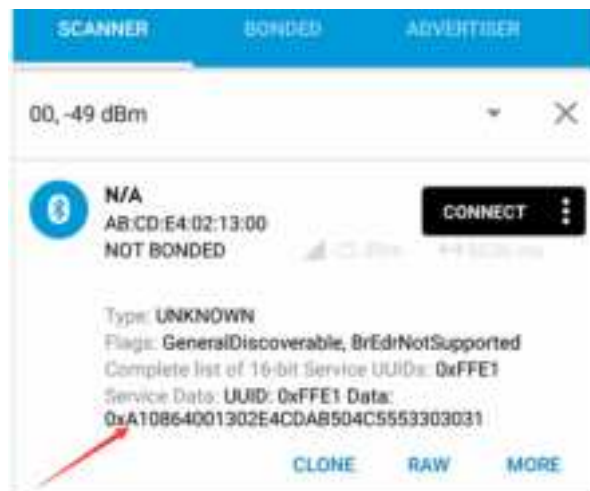 SCANNER BONDED ADVERTISER
00, -49 dBm
N/A
AB:CD:E4:02:13:00
NOT BONDED
CONNECT
Type: UNKNOWN
Flags: GeneralDiscoverable, BrEdrNotSupported
Complete list of 16-bit Service UUIDs: 0xFFE1
Service Data: UUID: 0xFFE1 Data:
0xA10864001302E4CDAB504C5553303031
CLONE RAW MORE